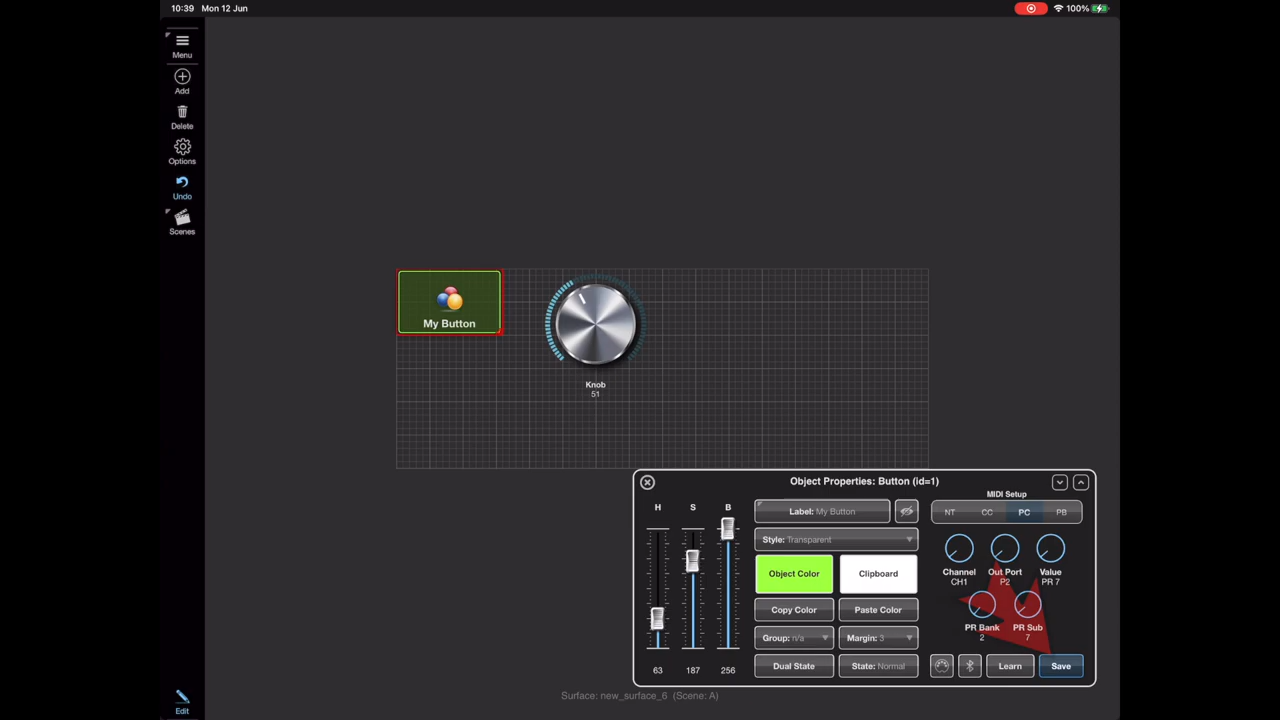 10:39 Mon 12 Jun
100%
Menu
Add
Delete
Options
Undo
Scenes
My Button
Knob
51
Object Properties: Button (id=1)
MIDI Setup
H S B
Label: My Button
NT CC PC PB
Style: Transparent
Object Color Clipboard
Channel Out Port Value
CH1 P2 PR 7
Copy Color Paste Color
PR Bank PR Sub
2 7
Group: n/a Margin: 3
63 187 256
Dual State State: Normal
Learn Save
Surface: new_surface_6 (Scene: A)
Edit